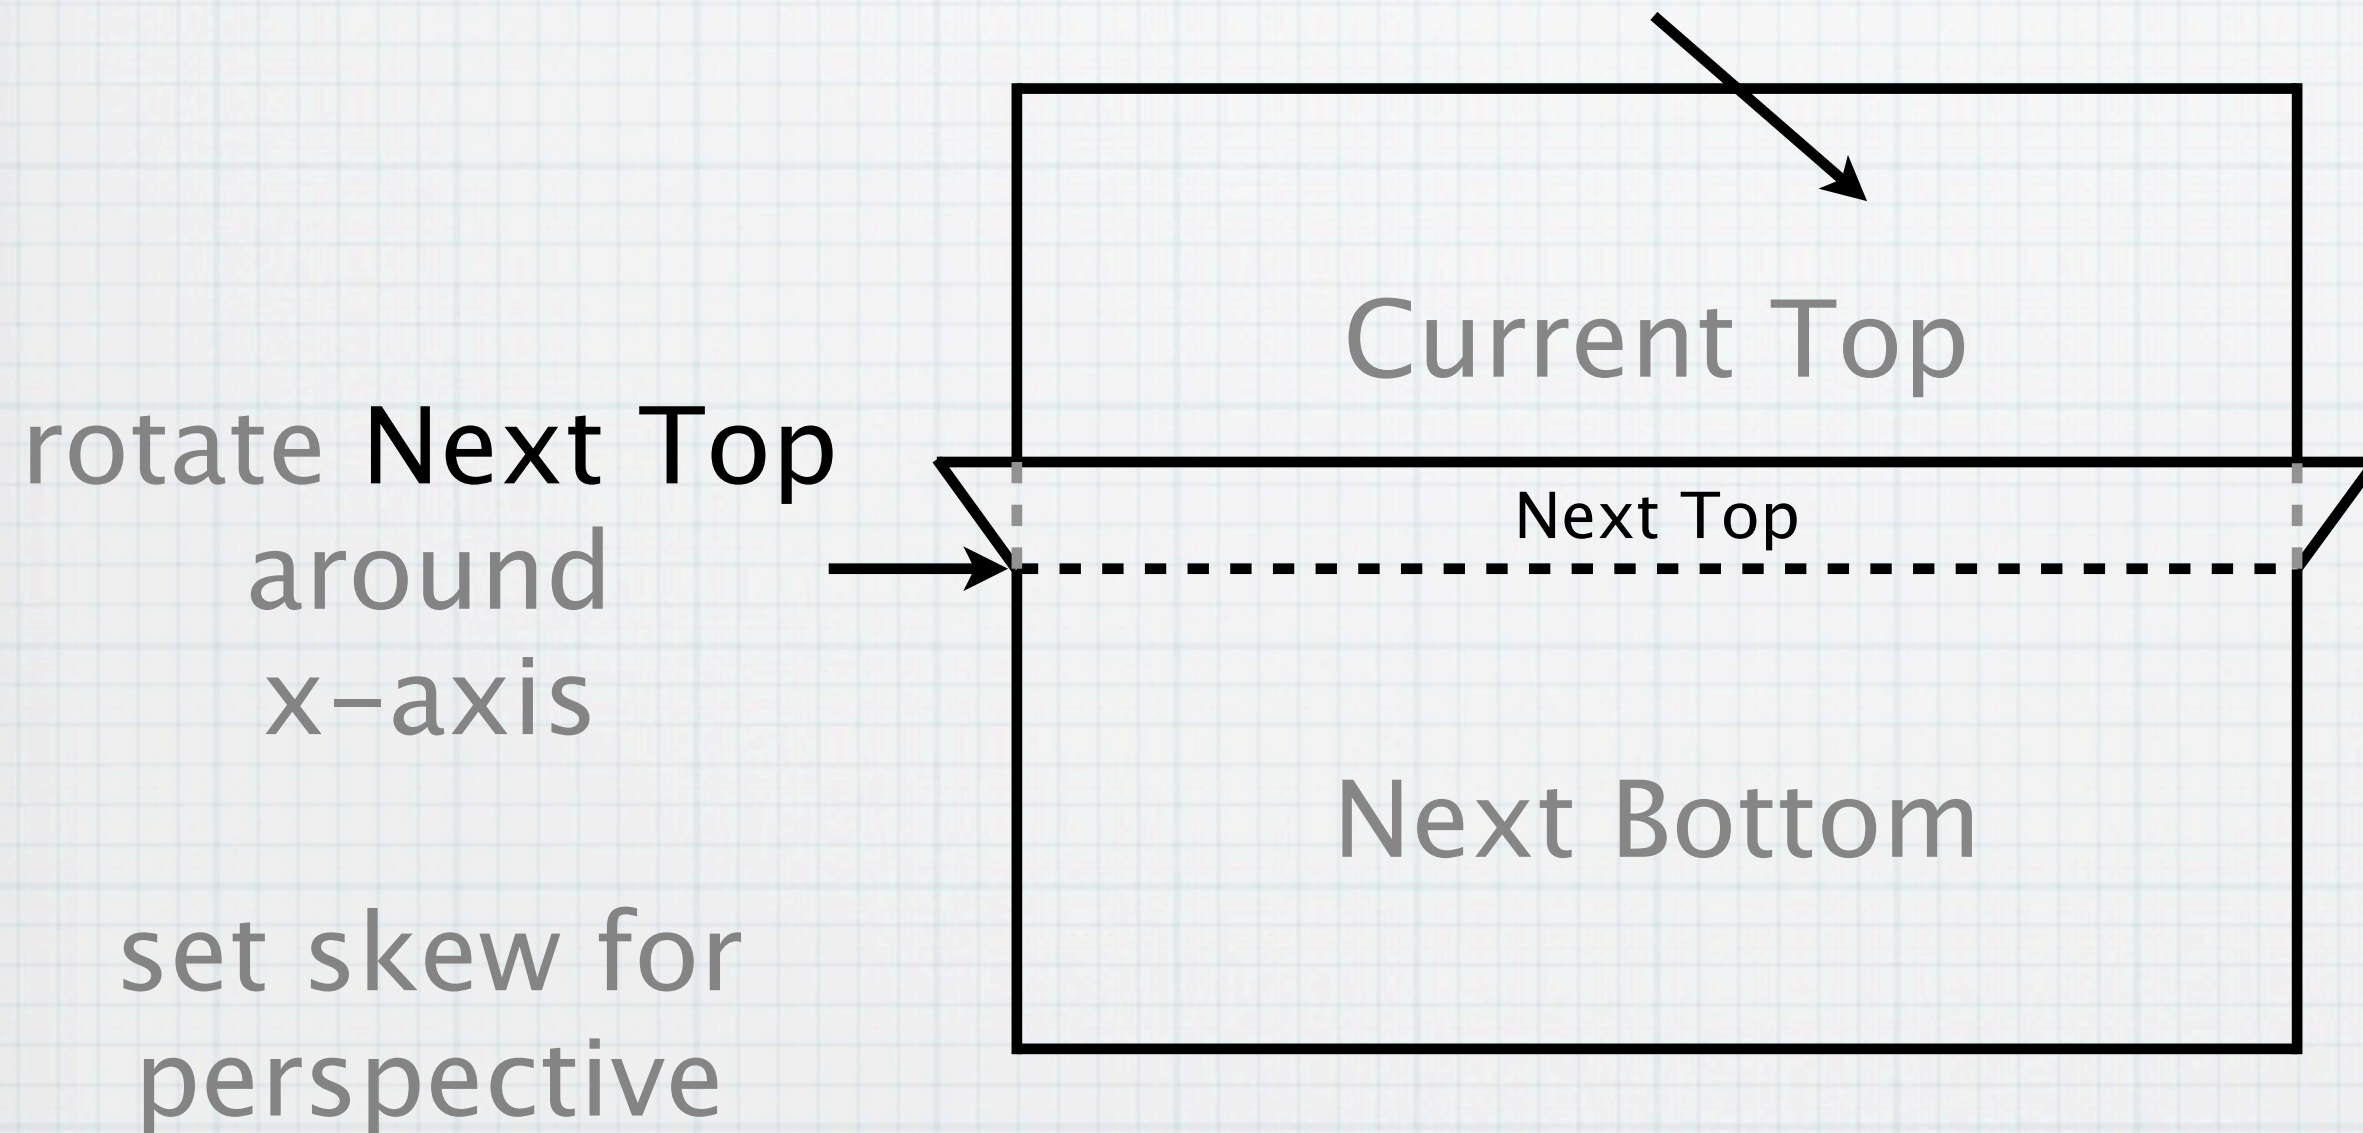 Current Top
rotate Next Top
around
x-axis
Next Top
Next Bottom
set skew for
perspective